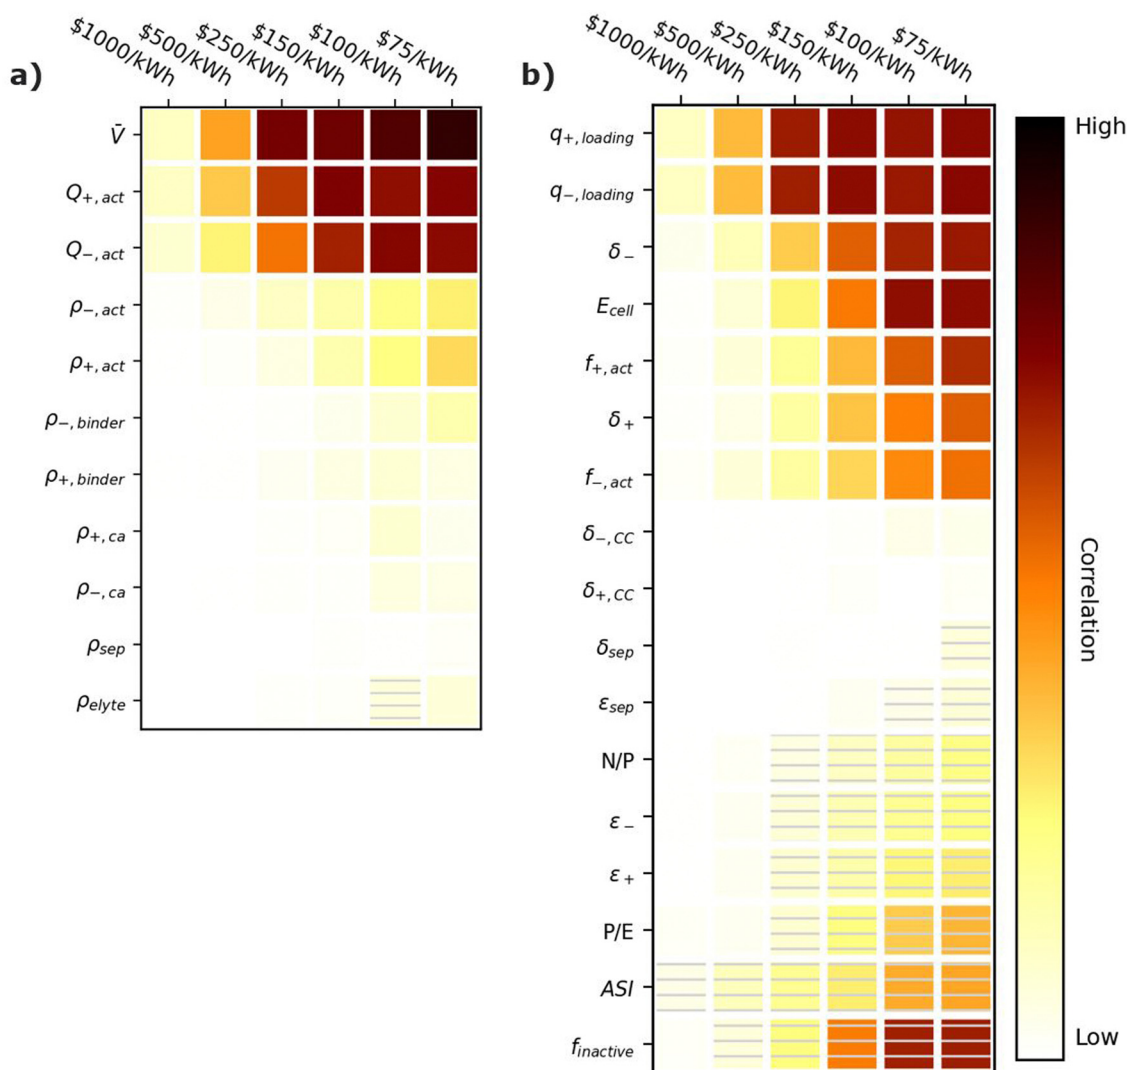 a)
$1000/kWh
$500/kWh
$250/kWh
$150/kWh
$100/kWh
$75/kWh
V̄
Q+,act
Q−,act
ρ−,act
ρ+,act
ρ−,binder
ρ+,binder
ρ+,ca
ρ−,ca
ρsep
ρelyte
b)
$1000/kWh
$500/kWh
$250/kWh
$150/kWh
$100/kWh
$75/kWh
q+,loading
q−,loading
δ−
Ecell
f+,act
δ+
f−,act
δ−,CC
δ+,CC
δsep
εsep
N/P
ε−
ε+
P/E
ASI
finactive
High
Correlation
Low